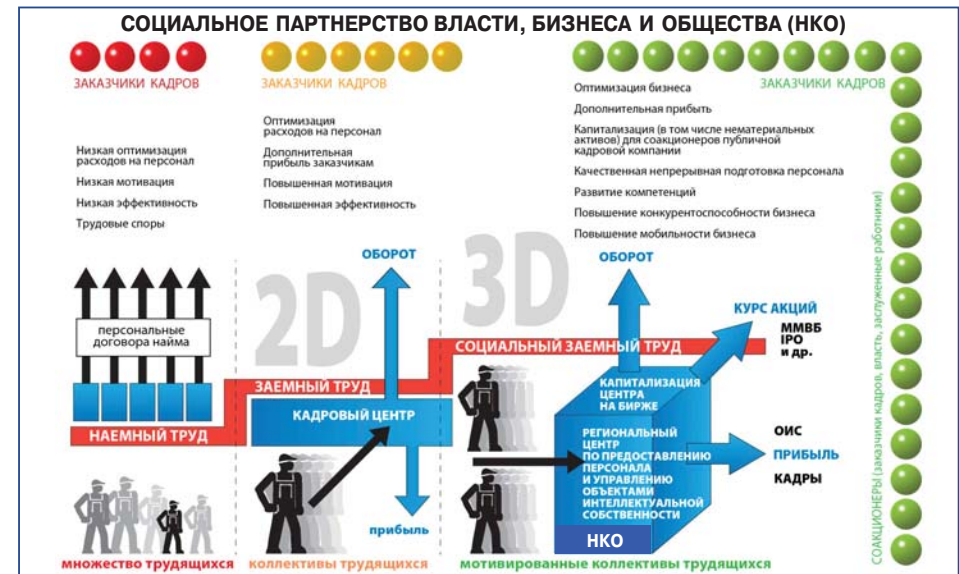 СОЦИАЛЬНОЕ ПАРТНЕРСТВО ВЛАСТИ, БИЗНЕСА И ОБЩЕСТВА (НКО)
ЗАКАЗЧИКИ КАДРОВ
Низкая оптимизация
расходов на персонал
Низкая мотивация
Низкая эффективность
Трудовые споры
персональные
договора найма
НАЕМНЫЙ ТРУД
множество трудящихся
ЗАКАЗЧИКИ КАДРОВ
Оптимизация
расходов на персонал
Дополнительная
прибыль заказчикам
Повышенная мотивация
Повышенная эффективность
2D
ОБОРОТ
ЗАЕМНЫЙ ТРУД
КАДРОВЫЙ ЦЕНТР
прибыль
коллективы трудящихся
ЗАКАЗЧИКИ КАДРОВ
Оптимизация бизнеса
Дополнительная прибыть
Капитализация (в том числе нематериальных
активов) для соакционеров публичной
кадровой компании
Качественная непрерывная подготовка персонала
Развитие компетенций
Повышение конкурентоспособности бизнеса
Повышение мобильности бизнеса
3D
ОБОРОТ
КУРС АКЦИЙ
ММВБ
IPO
и др.
СОЦИАЛЬНЫЙ ЗАЕМНЫЙ ТРУД
КАПИТАЛИЗАЦИЯ
ЦЕНТРА
НА БИРЖЕ
РЕГИОНАЛЬНЫЙ
ЦЕНТР
ПО ПРЕДОСТАВЛЕНИЮ
ПЕРСОНАЛА
И УПРАВЛЕНИЮ
ОБЪЕКТАМИ
ИНТЕЛЛЕКТУАЛЬНОЙ
СОБСТВЕННОСТИ
НКО
ОИС
ПРИБЫЛЬ
КАДРЫ
мотивированные коллективы трудящихся
СОАКЦИОНЕРЫ (заказчики кадров, власть, заслуженные работники)